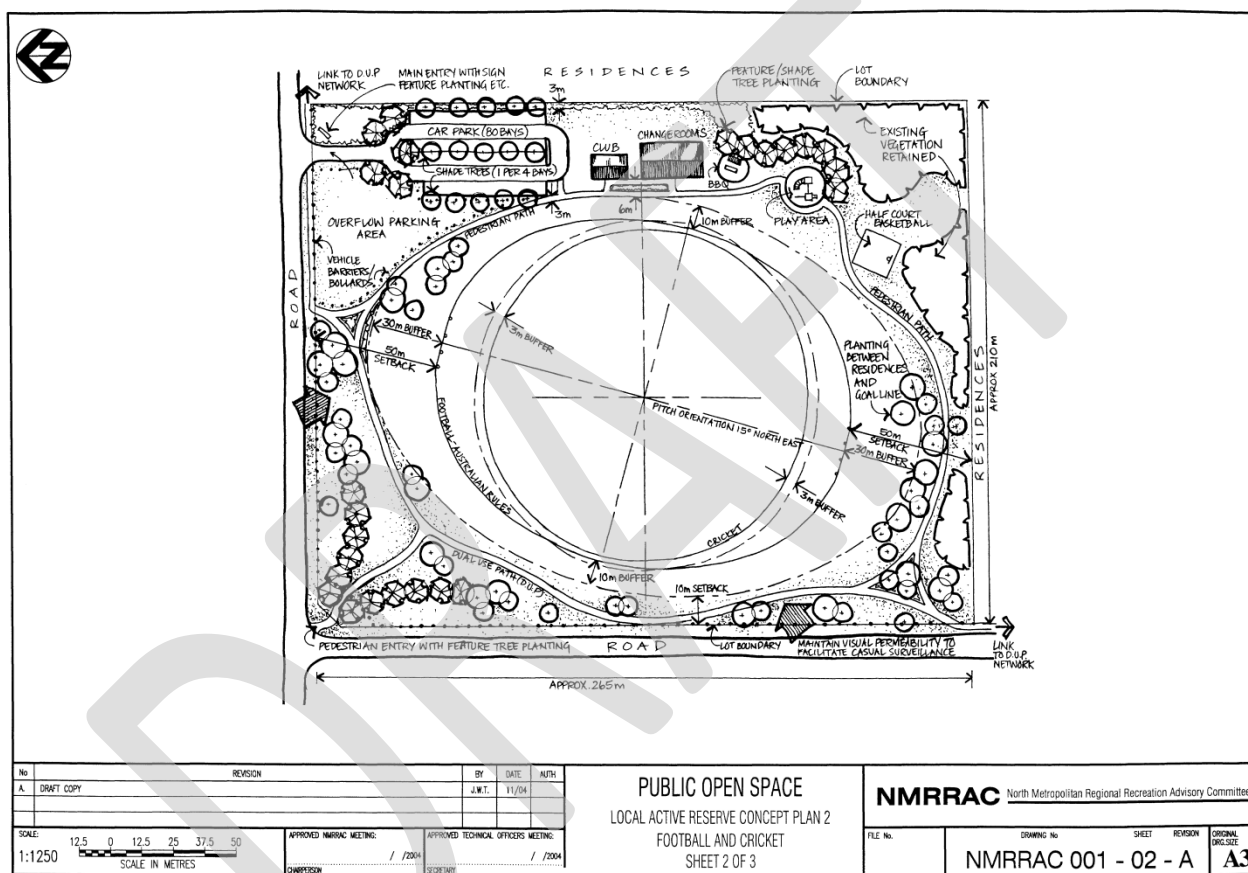 N
LINK TO D.U.P
NETWORK
MAIN ENTRY WITH SIGN
FEATURE PLANTING ETC.
RESIDENCES
3m
FEATURE/SHADE
TREE PLANTING
LOT
BOUNDARY
CAR PARK (80 BAYS)
CLUB
CHANGEROOMS
EXISTING
VEGETATION
RETAINED
SHADE TREES (1 PER 4 BAYS)
BBQ
OVERFLOW PARKING
AREA
PEDESTRIAN PATH
3m
6m
10m BUFFER
PLAY AREA
HALF COURT
BASKETBALL
VEHICLE
BARRIERS/
BOLLARDS
ROAD
30m BUFFER
50m
SETBACK
3m BUFFER
PEDESTRIAN PATH
PLANTING
BETWEEN
RESIDENCES
AND
GOALLINE
RESIDENCES
APPROX 210m
PITCH ORIENTATION 15° NORTH EAST
50m
SETBACK
30m BUFFER
FOOTBALL-AUSTRALIAN RULES
3m BUFFER
CRICKET
DUAL USE PATH (D.U.P)
10m BUFFER
10m SETBACK
PEDESTRIAN ENTRY WITH FEATURE TREE PLANTING
ROAD
LOT BOUNDARY
MAINTAIN VISUAL PERMEABILITY TO
FACILITATE CASUAL SURVEILLANCE
LINK
TO D.U.P.
NETWORK
APPROX. 265m
DRAFT
No
REVISION
BY
DATE
AUTH
A.
DRAFT COPY
J.W.T.
11/04
SCALE:
1:1250
12.5 0 12.5 25 37.5 50
SCALE IN METRES
APPROVED NMRRAC MEETING:
/ /2004
CHAIRPERSON
APPROVED TECHNICAL OFFICERS MEETING:
/ /2004
SECRETARY
PUBLIC OPEN SPACE
LOCAL ACTIVE RESERVE CONCEPT PLAN 2
FOOTBALL AND CRICKET
SHEET 2 OF 3
NMRRAC North Metropolitan Regional Recreation Advisory Committee
FILE No.
DRAWING No
SHEET
REVISION
NMRRAC 001 - 02 - A
ORIGINAL
DRG.SIZE
A3